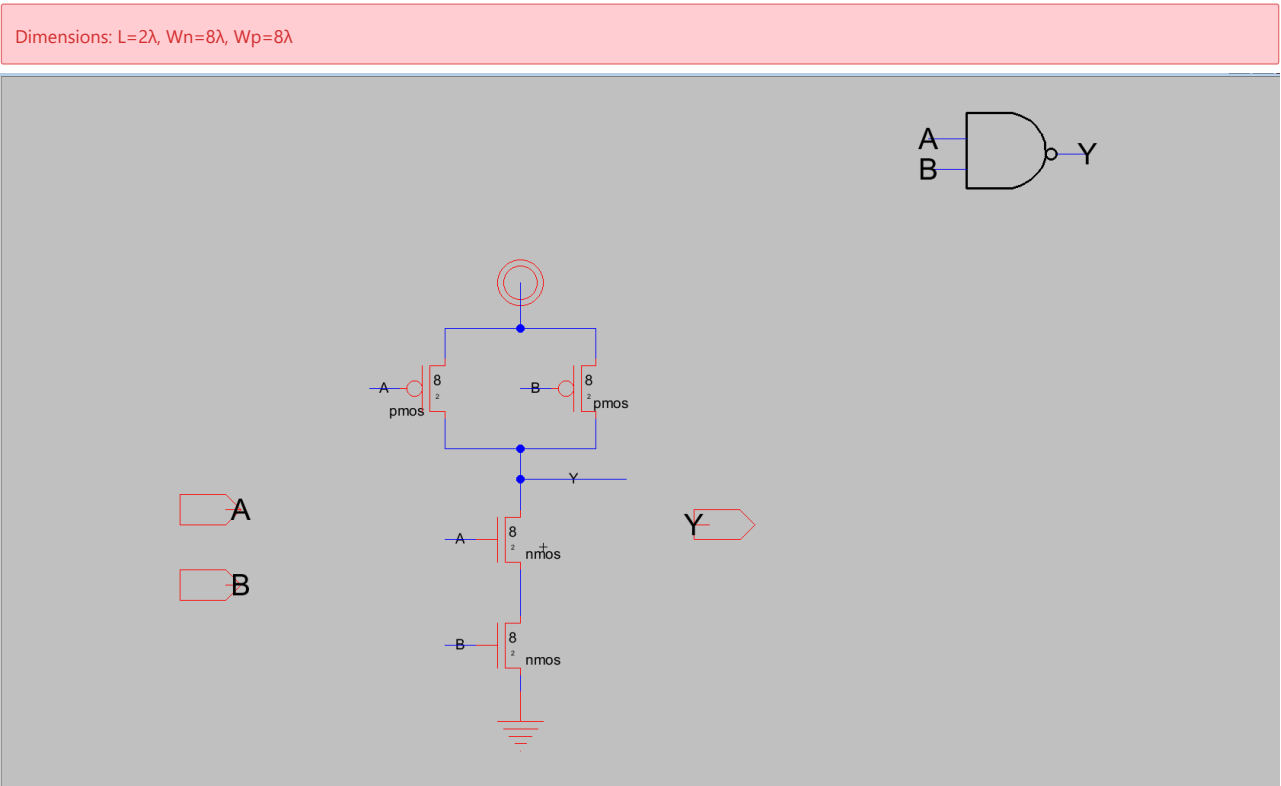 Dimensions: L=2λ, Wn=8λ, Wp=8λ
A
B
Y
A
8
2
pmos
B
8
2
pmos
Y
A
B
Y
A
8
2
nmos
B
8
2
nmos